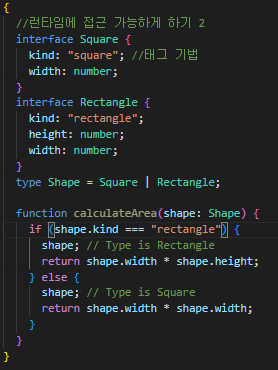 {
  //런타임에 접근 가능하게 하기 2
  interface Square {
    kind: "square"; //태그 기법
    width: number;
  }
  interface Rectangle {
    kind: "rectangle";
    height: number;
    width: number;
  }
  type Shape = Square | Rectangle;

  function calculateArea(shape: Shape) {
    if (shape.kind === "rectangle") {
      shape; // Type is Rectangle
      return shape.width * shape.height;
    } else {
      shape; // Type is Square
      return shape.width * shape.width;
    }
  }
}